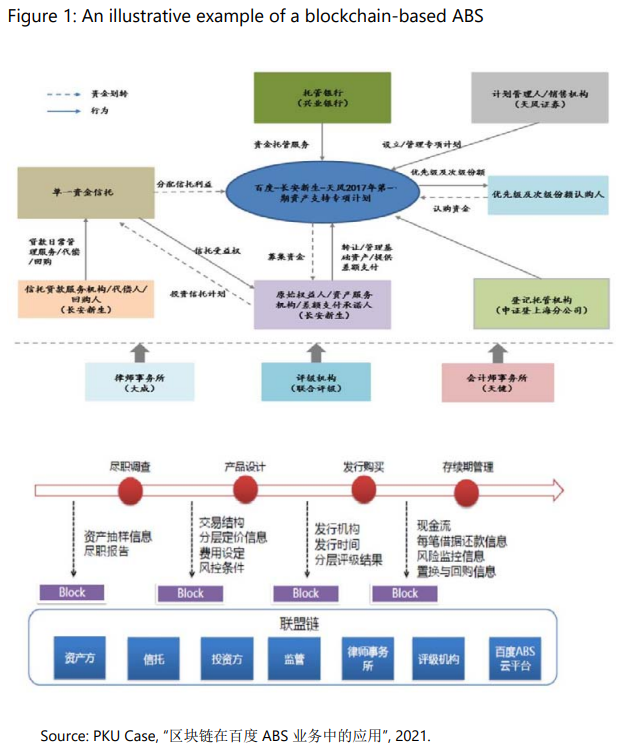 Figure 1: An illustrative example of a blockchain-based ABS
资金划转
行为
托管银行
(兴业银行)
计划管理人/销售机构
(天风证券)
资金托管服务
设立/管理专项计划
单一资金信托
分配信托利益
百度-长安新生-天风2017年第一
期资产支持专项计划
优先级及次级份额
认购资金
优先级及次级份额认购人
贷款日常管
理服务/代偿
/回购
信托受益权
投资信托计划
募集资金
转让/管理基
础资产/提供
差额支付
信托贷款服务机构/代偿人/
回购人
(长安新生)
原始权益人/资产服务
机构/差额支付承诺人
(长安新生)
登记托管机构
(中证登上海分公司)
律师事务所
(大成)
评级机构
(联合评级)
会计师事务所
(天健)
尽职调查
产品设计
发行购买
存续期管理
资产抽样信息
尽职报告
交易结构
分层定价信息
费用设定
风控条件
发行机构
发行时间
分层评级结果
现金流
每笔借据还款信息
风险监控信息
置换与回购信息
Block
Block
Block
Block
联盟链
资产方
信托
投资方
监管
律师事务
所
评级机构
百度ABS
云平台
Source: PKU Case, “区块链在百度 ABS 业务中的应用”, 2021.